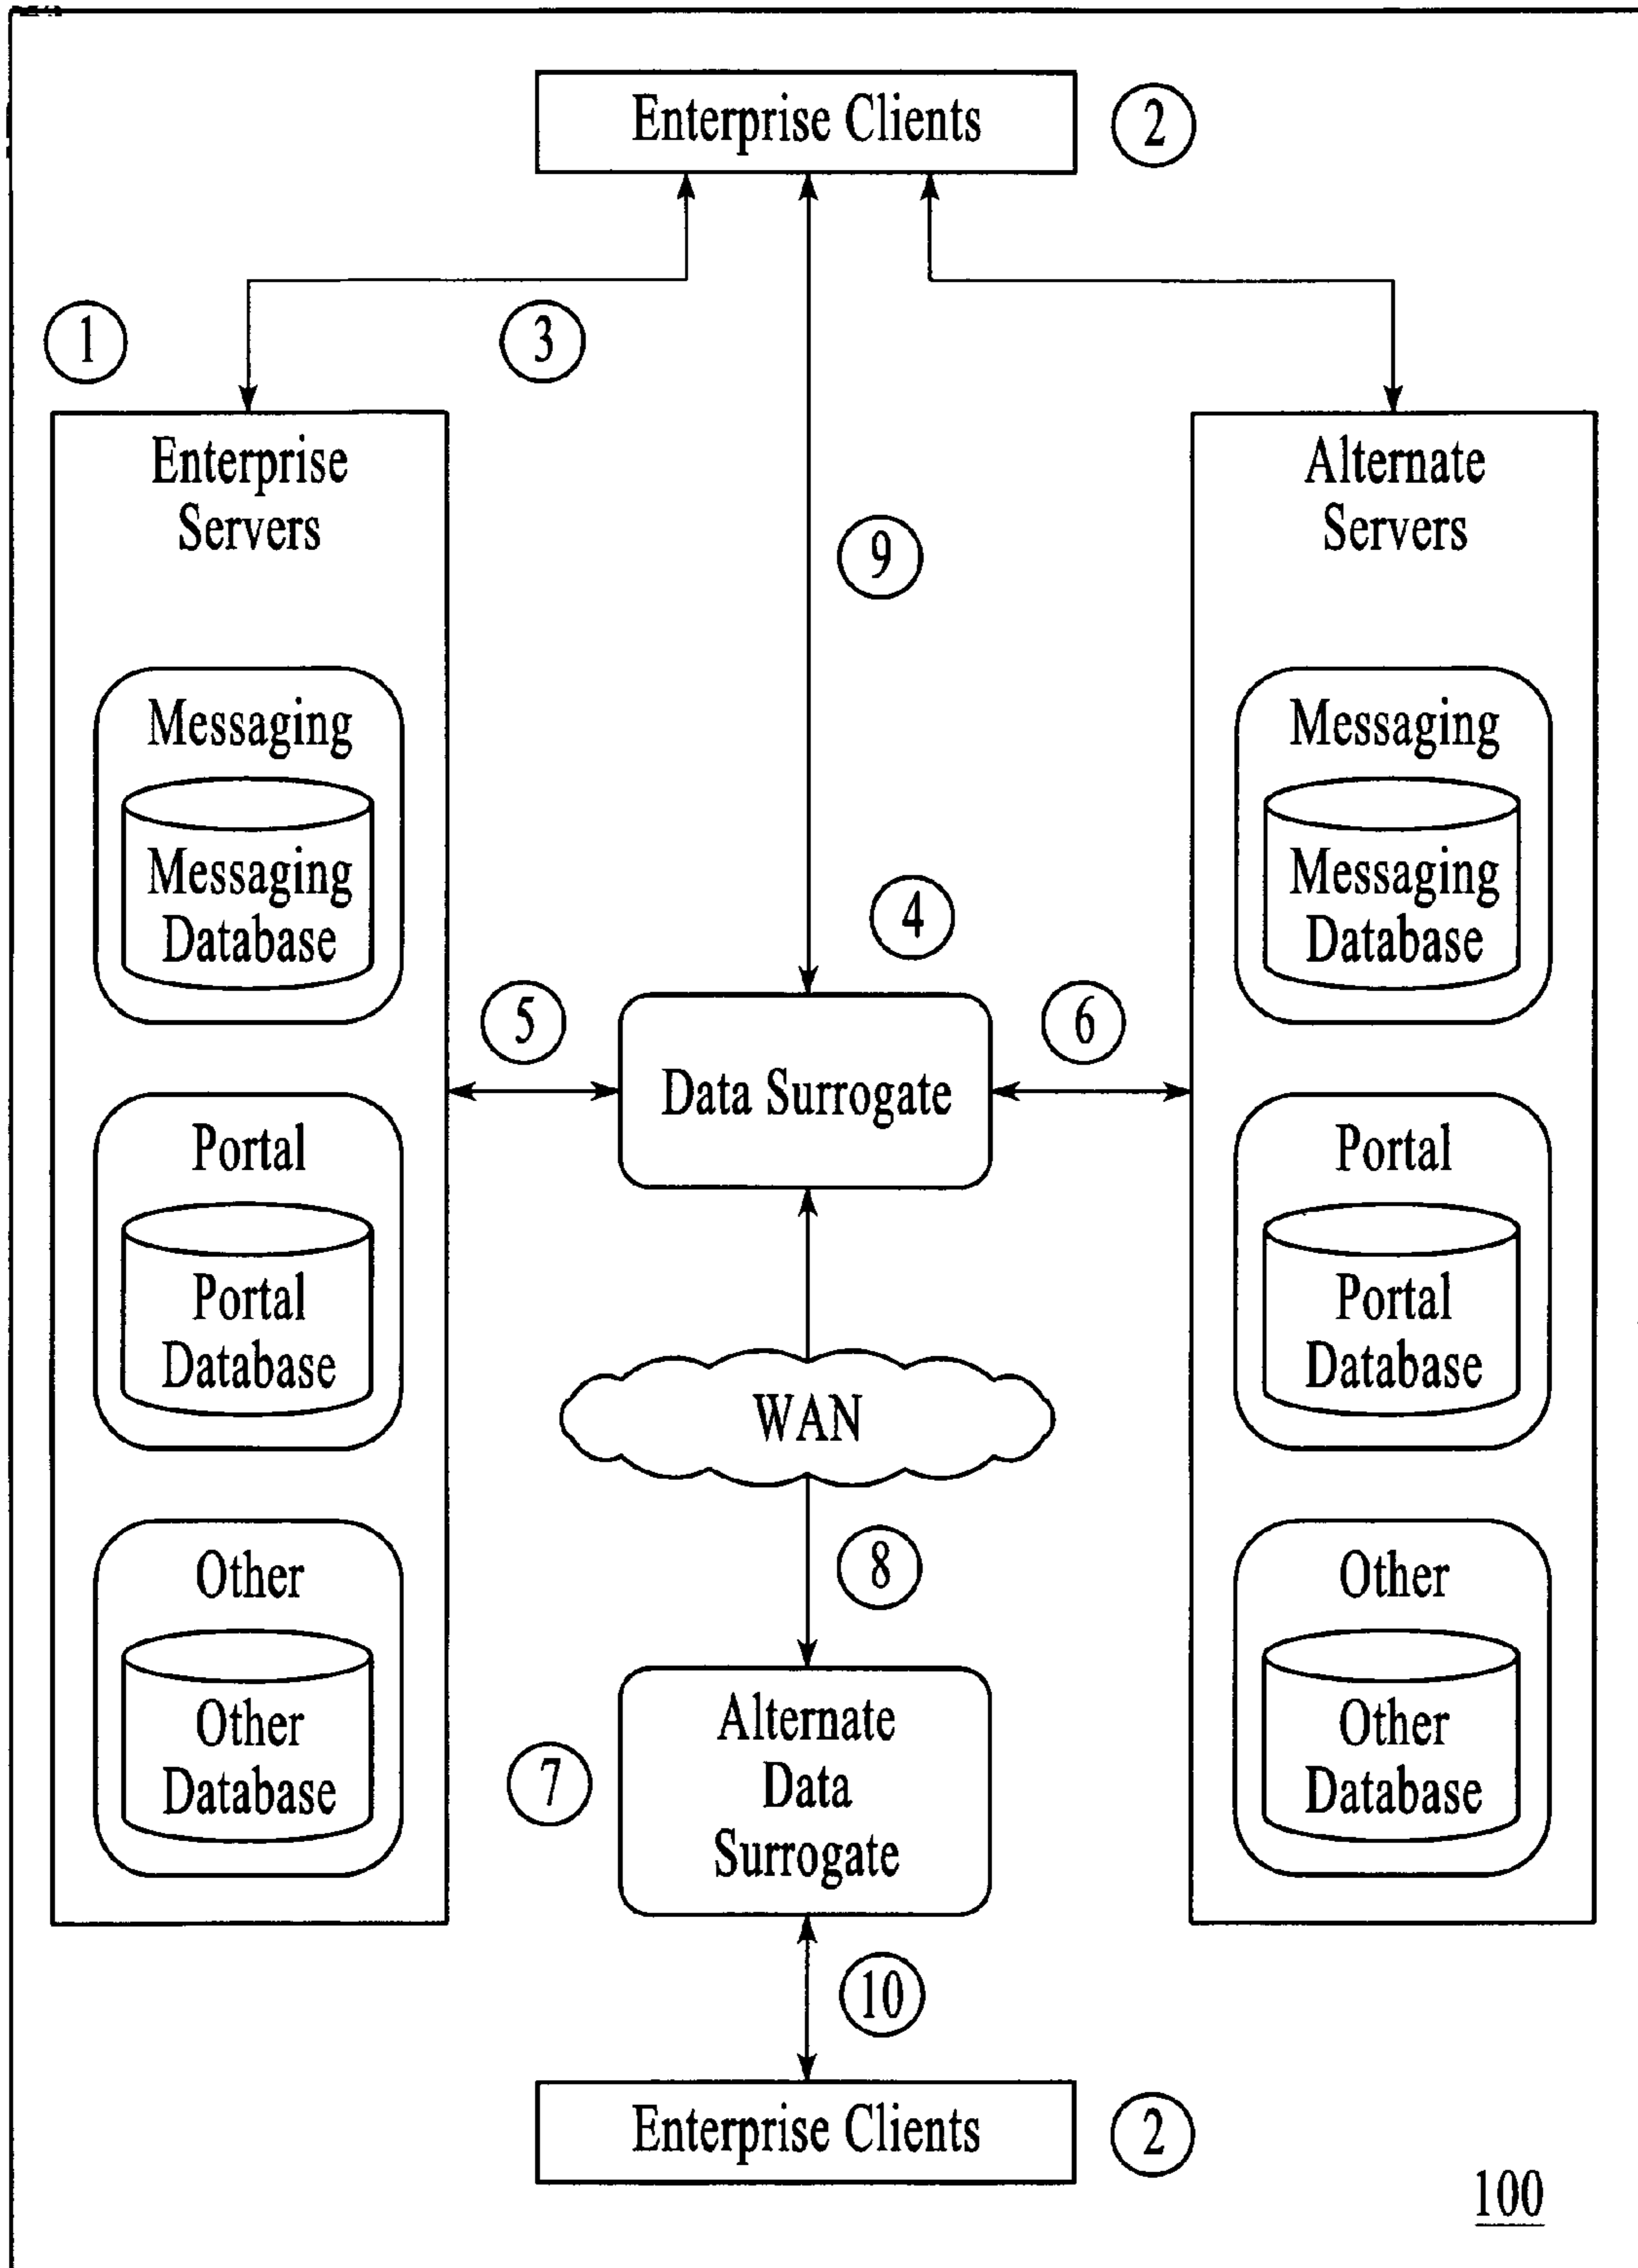 Enterprise Clients
2
1
3
Enterprise
Servers
Alternate
Servers
9
Messaging
Messaging
Database
Messaging
Messaging
Database
4
5
6
Data Surrogate
Portal
Portal
Database
Portal
Portal
Database
WAN
8
Other
Other
Database
Other
Other
Database
7
Alternate
Data
Surrogate
10
Enterprise Clients
2
100